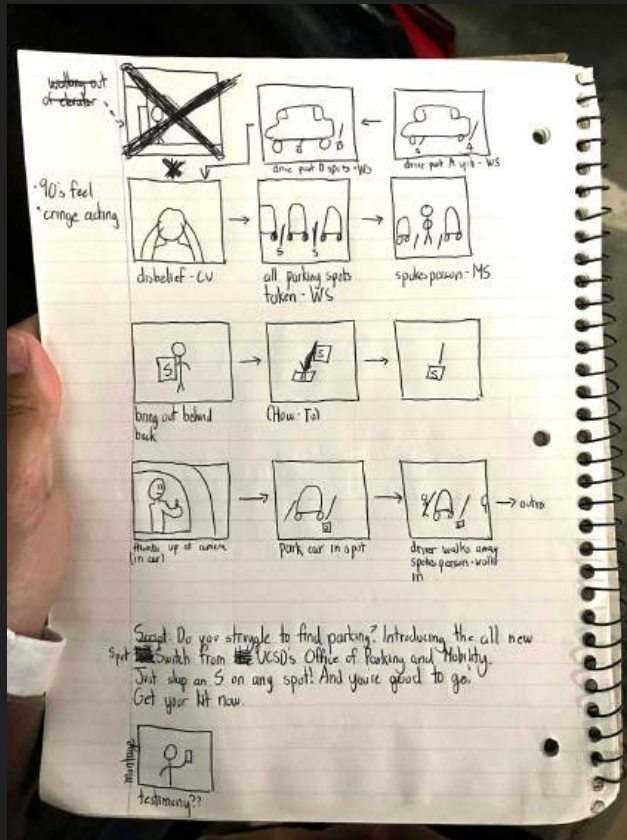 walking out
of elevator
drive past D spots - WS
drive past A spots - WS
D
A
• 90's feel
• cringe acting
S S
disbelief - CU
all parking spots
taken - WS
spokesperson - MS
S
S
S
bring out behind
back
(How-To)
thumbs up at camera
(in car)
park car in spot
driver walks away
spokesperson walks
in
→ outro
Script: Do you struggle to find parking? Introducing the all new
Spot Switch from UCSD's Office of Parking and Mobility.
Just slap an S on any spot! And you're good to go!
Get your kit now.
montage
testimony??